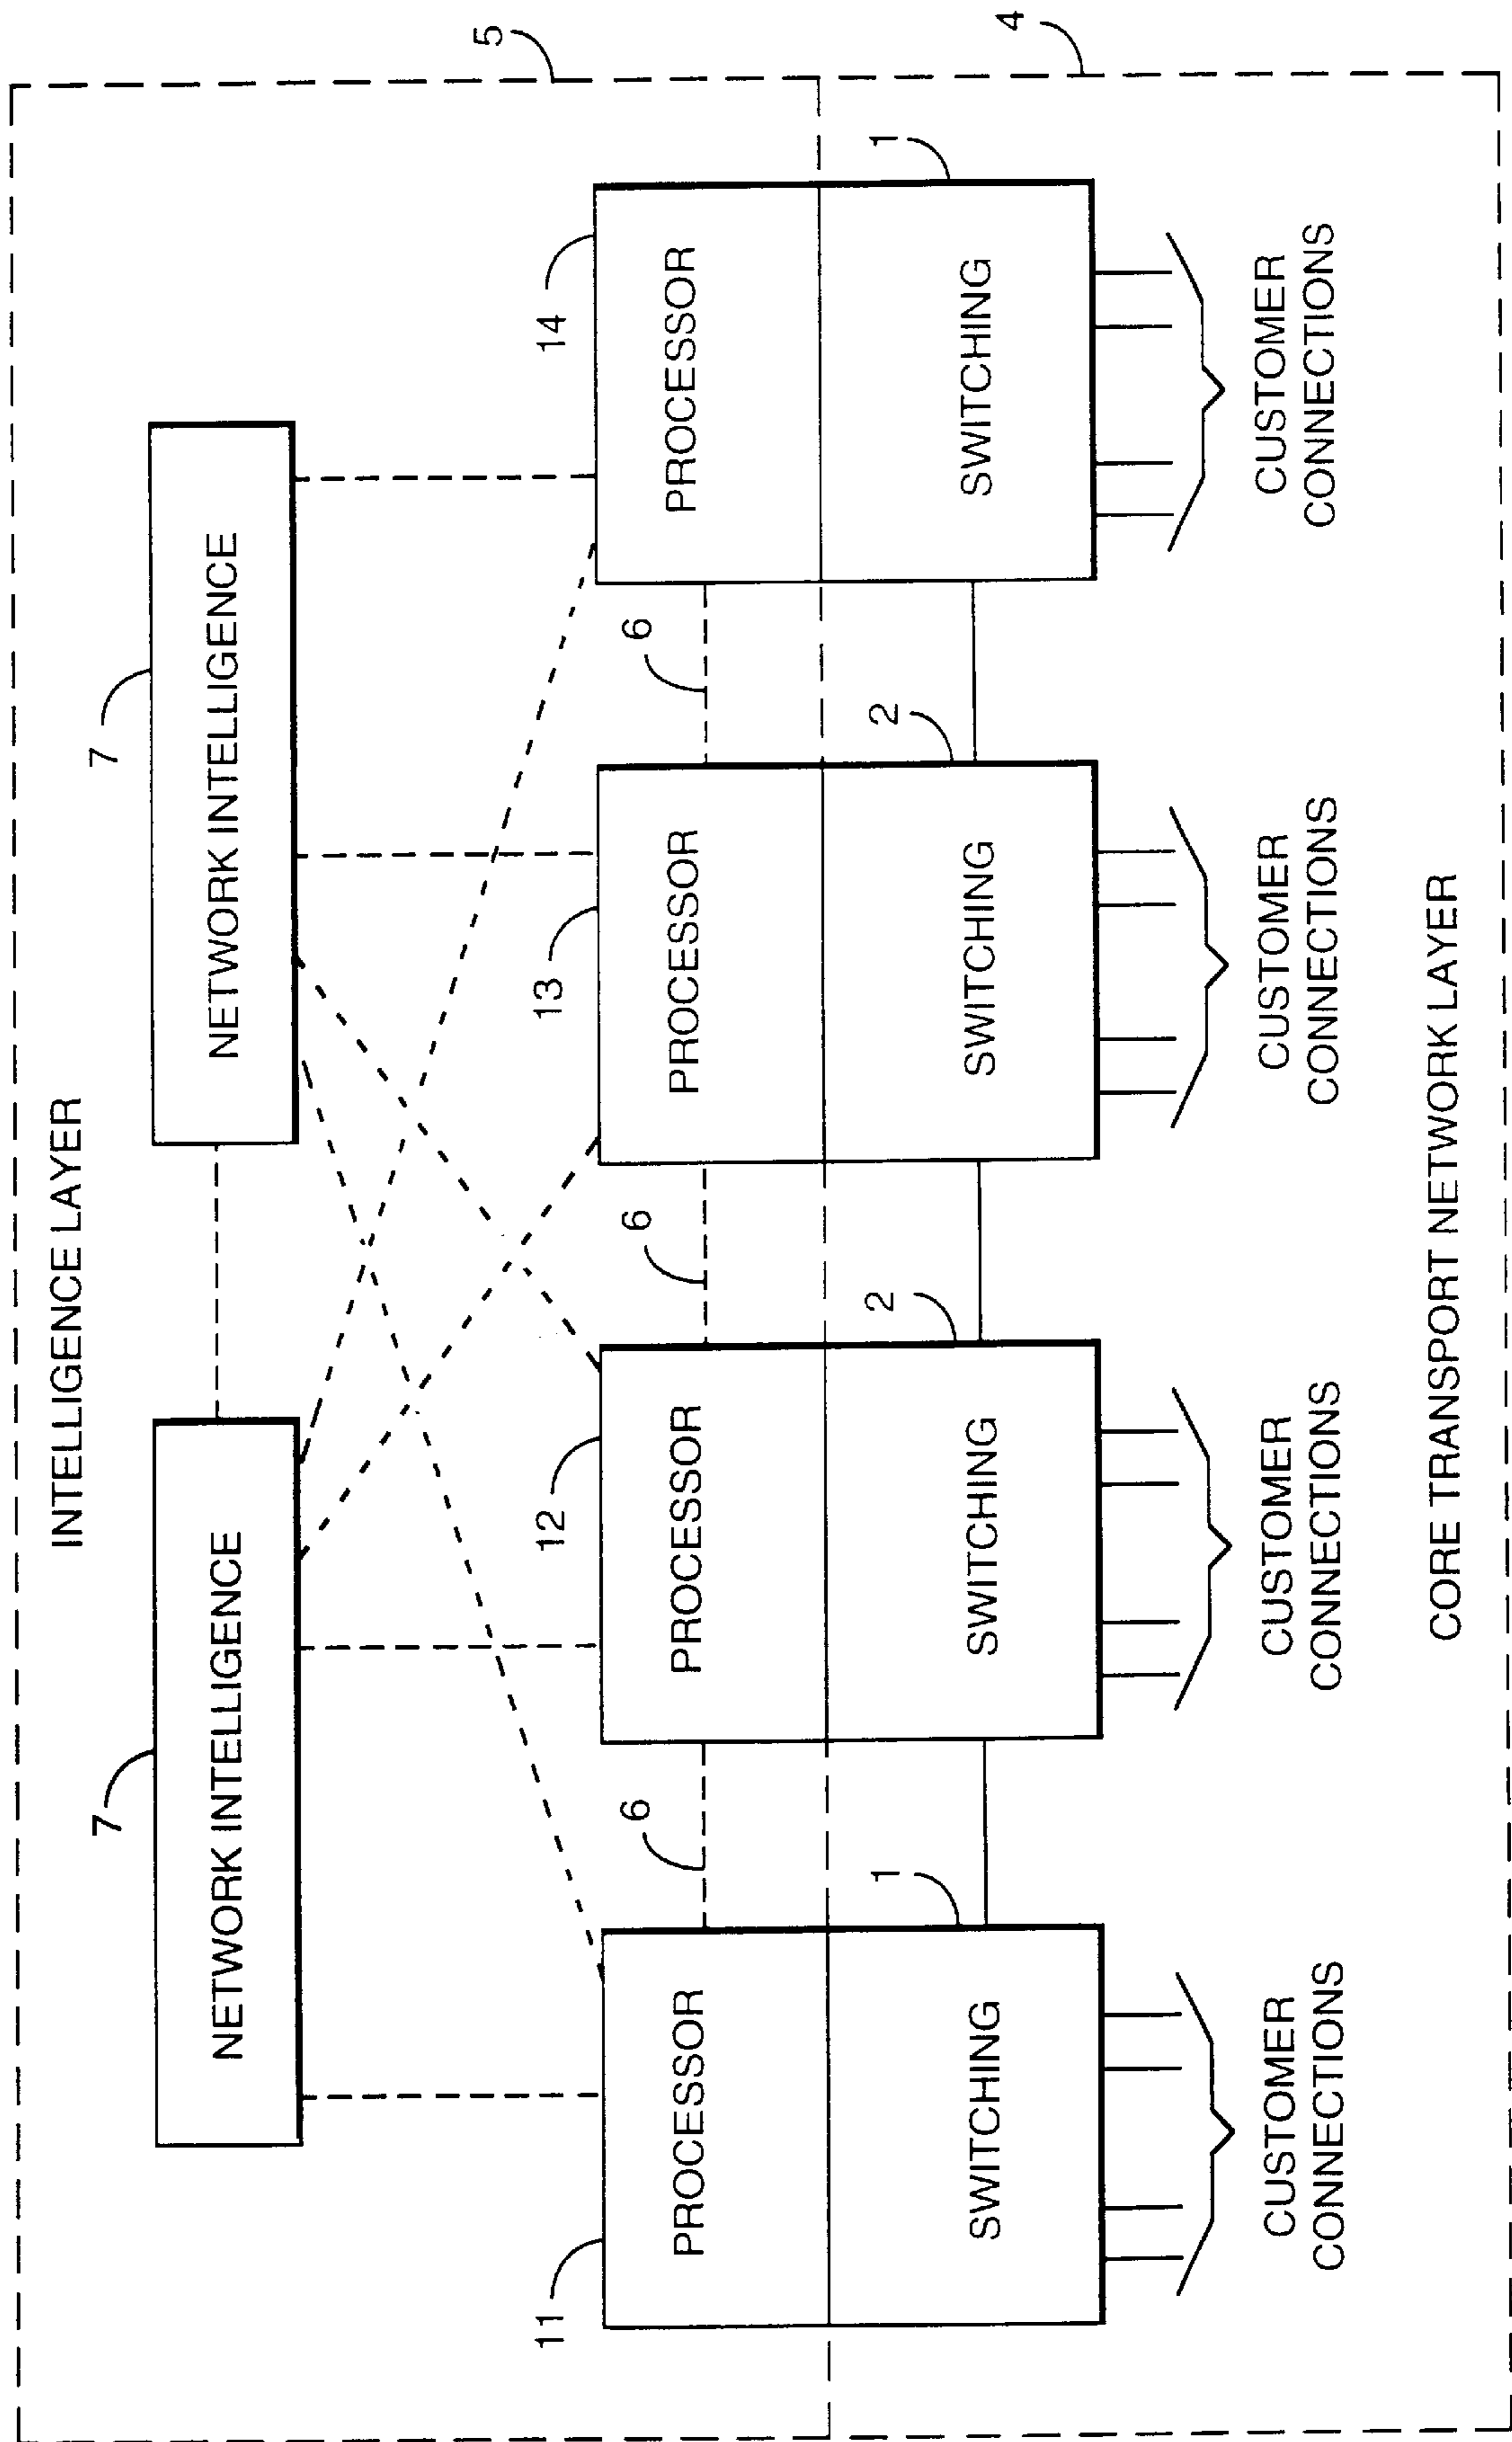 INTELLIGENCE LAYER
5
7
7
NETWORK INTELLIGENCE
NETWORK INTELLIGENCE
11
12
13
14
6
6
6
PROCESSOR
PROCESSOR
PROCESSOR
PROCESSOR
1
2
2
1
SWITCHING
SWITCHING
SWITCHING
SWITCHING
4
CUSTOMER
CONNECTIONS
CUSTOMER
CONNECTIONS
CUSTOMER
CONNECTIONS
CUSTOMER
CONNECTIONS
CORE TRANSPORT NETWORK LAYER